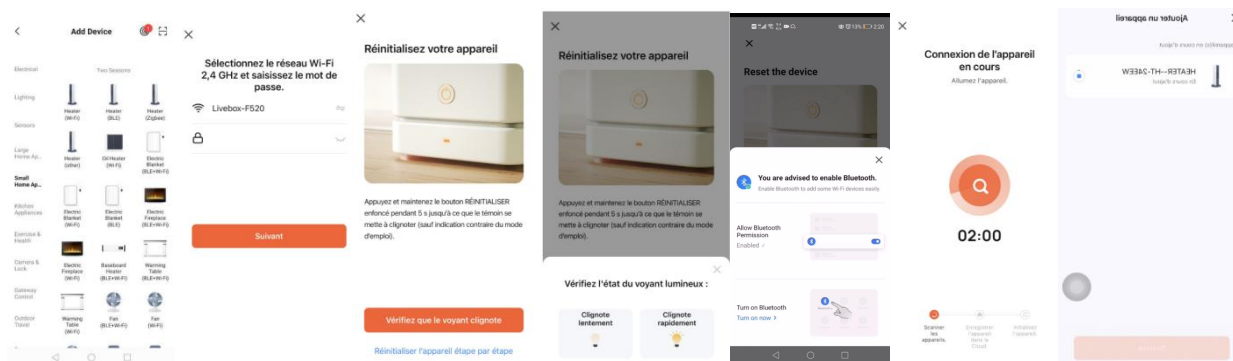 Add Device
Electrical
Two Seasons
Lighting
Heater
(Wi-Fi)
Heater
(BLE)
Heater
(Zigbee)
Sensors
Large
Home Ap...
Heater
(other)
Oil Heater
(Wi-Fi)
Electric
Blanket
(BLE+Wi-Fi)
Small
Home Ap...
Kitchen
Appliances
Electric
Blanket
(Wi-Fi)
Electric
Blanket
(BLE)
Electric
Fireplace
(BLE+Wi-Fi)
Exercise &
Health
Camera &
Lock
Electric
Fireplace
(Wi-Fi)
Baseboard
Heater
(BLE+Wi-Fi)
Warming
Table
(BLE+Wi-Fi)
Gateway
Control
Outdoor
Travel
Warming
Table
(Wi-Fi)
Fan
(BLE+Wi-Fi)
Fan
(Wi-Fi)
Sélectionnez le réseau Wi-Fi
2,4 GHz et saisissez le mot de
passe.
Livebox-F520
Suivant
Réinitialisez votre appareil
Appuyez et maintenez le bouton RÉINITIALISER
enfoncé pendant 5 s jusqu'à ce que le témoin se
mette à clignoter (sauf indication contraire du mode
d'emploi).
Vérifiez que le voyant clignote
Réinitialiser l'appareil étape par étape
Réinitialisez votre appareil
Appuyez et maintenez le bouton RÉINITIALISER
enfoncé pendant 5 s jusqu'à ce que le témoin se
mette à clignoter (sauf indication contraire du mode
d'emploi).
Vérifiez l'état du voyant lumineux :
Clignote
lentement
Clignote
rapidement
2:20
Reset the device
You are advised to enable Bluetooth.
Enable Bluetooth to add some Wi-Fi devices easily
Allow Bluetooth
Permission
Enabled
Turn on Bluetooth
Turn on now >
Connexion de l'appareil
en cours
Allumez l'appareil.
02:00
Scanner
les
appareils.
Enregistrer
l'appareil
dans le
Cloud
Initialisez
l'appareil.
Ajouter un appareil
HEATER--HT-24EEW
En cours d'ajout